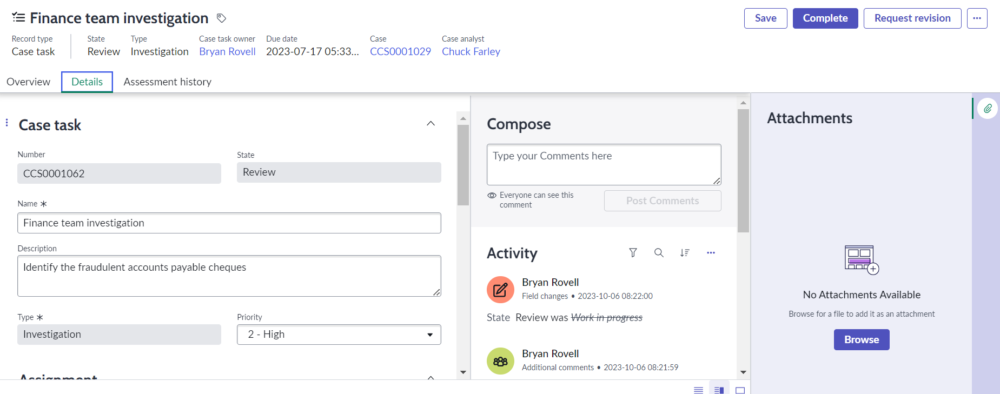 Finance team investigation
Save
Complete
Request revision
Record type
Case task
State
Review
Type
Investigation
Case task owner
Bryan Rovell
Due date
2023-07-17 05:33...
Case
CCS0001029
Case analyst
Chuck Farley
Overview
Details
Assessment history
Case task
Number
CCS0001062
State
Review
Name *
Finance team investigation
Description
Identify the fraudulent accounts payable cheques
Type *
Investigation
Priority
2 - High
Assignment
Compose
Type your Comments here
Everyone can see this
comment
Post Comments
Activity
Bryan Rovell
Field changes • 2023-10-06 08:22:00
State Review was Work in progress
Bryan Rovell
Additional comments • 2023-10-06 08:21:59
Attachments
No Attachments Available
Browse for a file to add it as an attachment
Browse